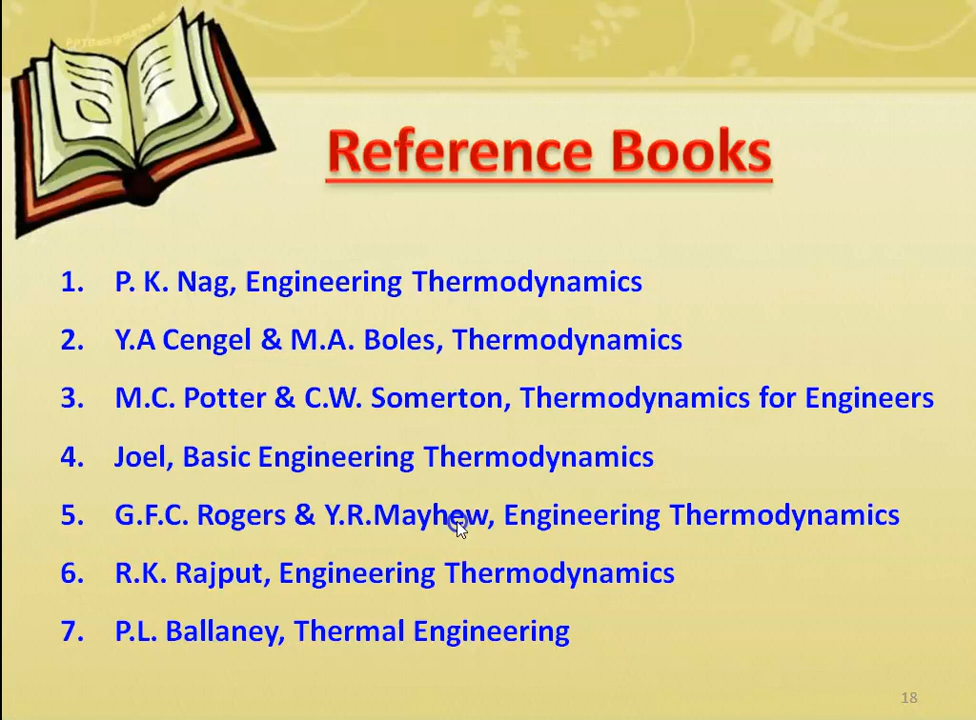 Reference Books
1. P. K. Nag, Engineering Thermodynamics
2. Y.A Cengel & M.A. Boles, Thermodynamics
3. M.C. Potter & C.W. Somerton, Thermodynamics for Engineers
4. Joel, Basic Engineering Thermodynamics
5. G.F.C. Rogers & Y.R.Mayhew, Engineering Thermodynamics
6. R.K. Rajput, Engineering Thermodynamics
7. P.L. Ballaney, Thermal Engineering
18